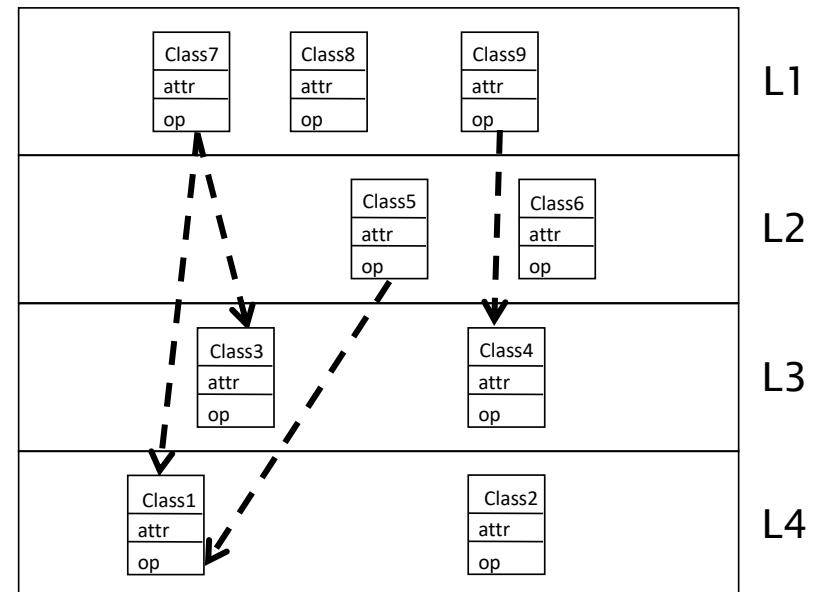 Class7
attr
op
Class8
attr
op
Class9
attr
op
L1
Class5
attr
op
Class6
attr
op
L2
Class3
attr
op
Class4
attr
op
L3
Class1
attr
op
Class2
attr
op
L4